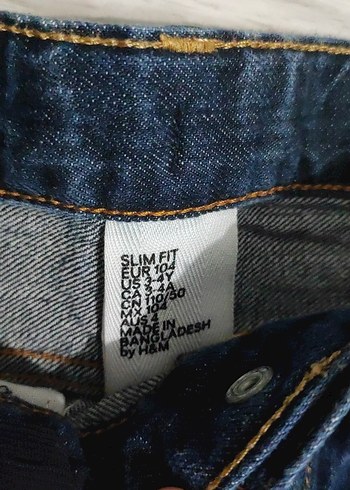 SLIM FIT
EUR 104
US 3-4Y
CA 3-4A
CN 110/50
MX 104
AUS 4
MADE IN
BANGLADESH
by H&M